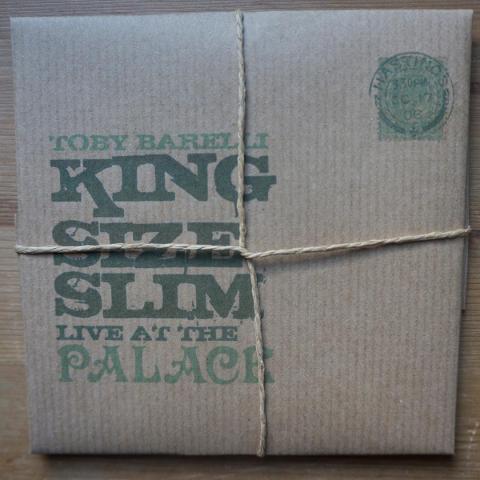 TOBY BARELLI
KING
SIZE
SLIM
LIVE AT THE
PALACE
HASTINGS